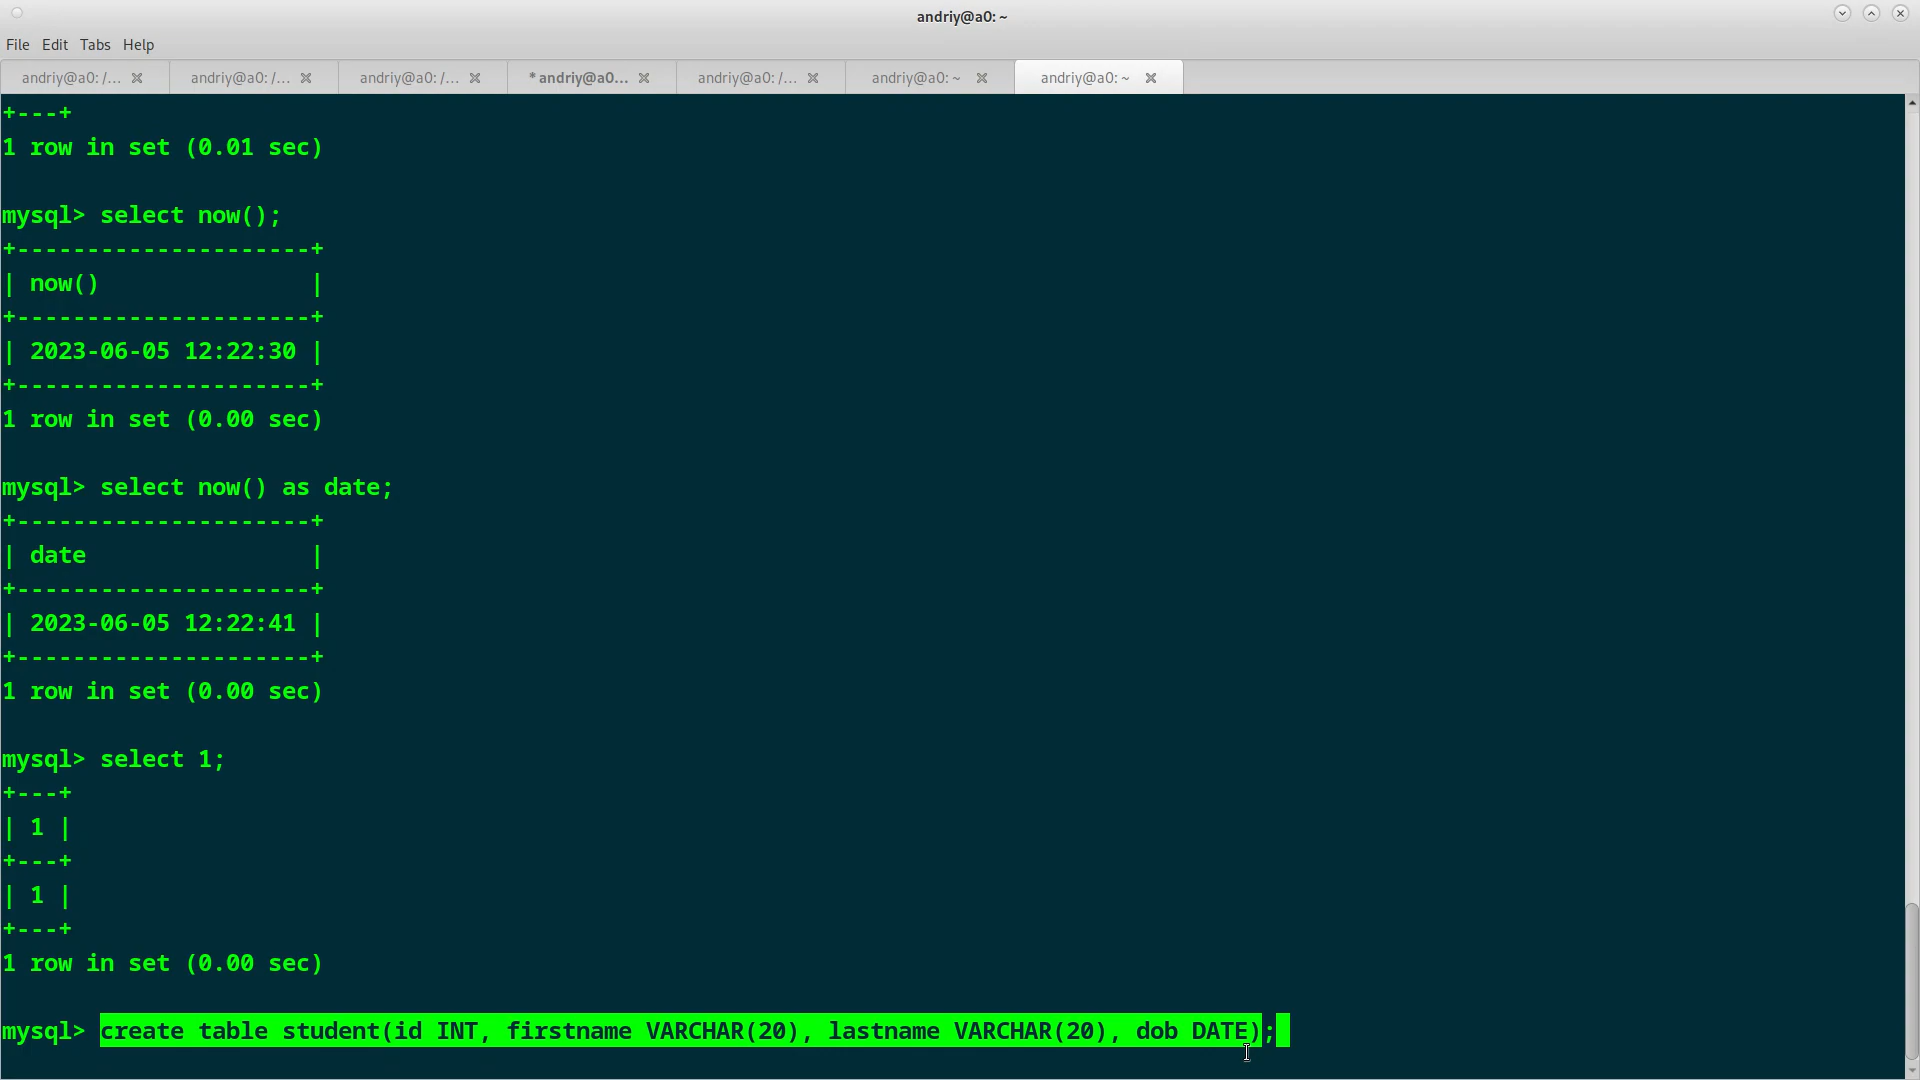 andriy@a0: ~
File Edit Tabs Help
andriy@a0: /... andriy@a0: /... andriy@a0: /... * andriy@a0... andriy@a0: /... andriy@a0: ~ andriy@a0: ~
+---+
1 row in set (0.01 sec)
mysql> select now();
+---------------------+
| now()               |
+---------------------+
| 2023-06-05 12:22:30 |
+---------------------+
1 row in set (0.00 sec)
mysql> select now() as date;
+---------------------+
| date                |
+---------------------+
| 2023-06-05 12:22:41 |
+---------------------+
1 row in set (0.00 sec)
mysql> select 1;
+---+
| 1 |
+---+
| 1 |
+---+
1 row in set (0.00 sec)
mysql> create table student(id INT, firstname VARCHAR(20), lastname VARCHAR(20), dob DATE);